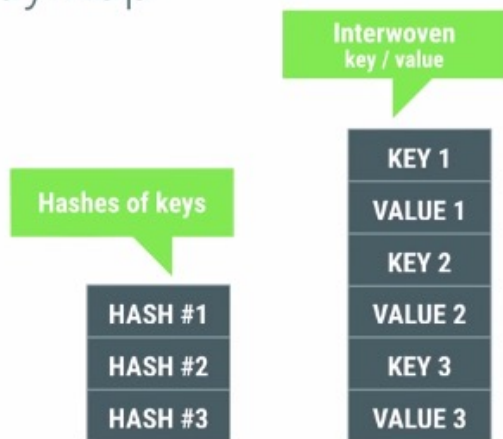 Interwoven
key / value
Hashes of keys
KEY 1
VALUE 1
KEY 2
VALUE 2
KEY 3
VALUE 3
HASH #1
HASH #2
HASH #3